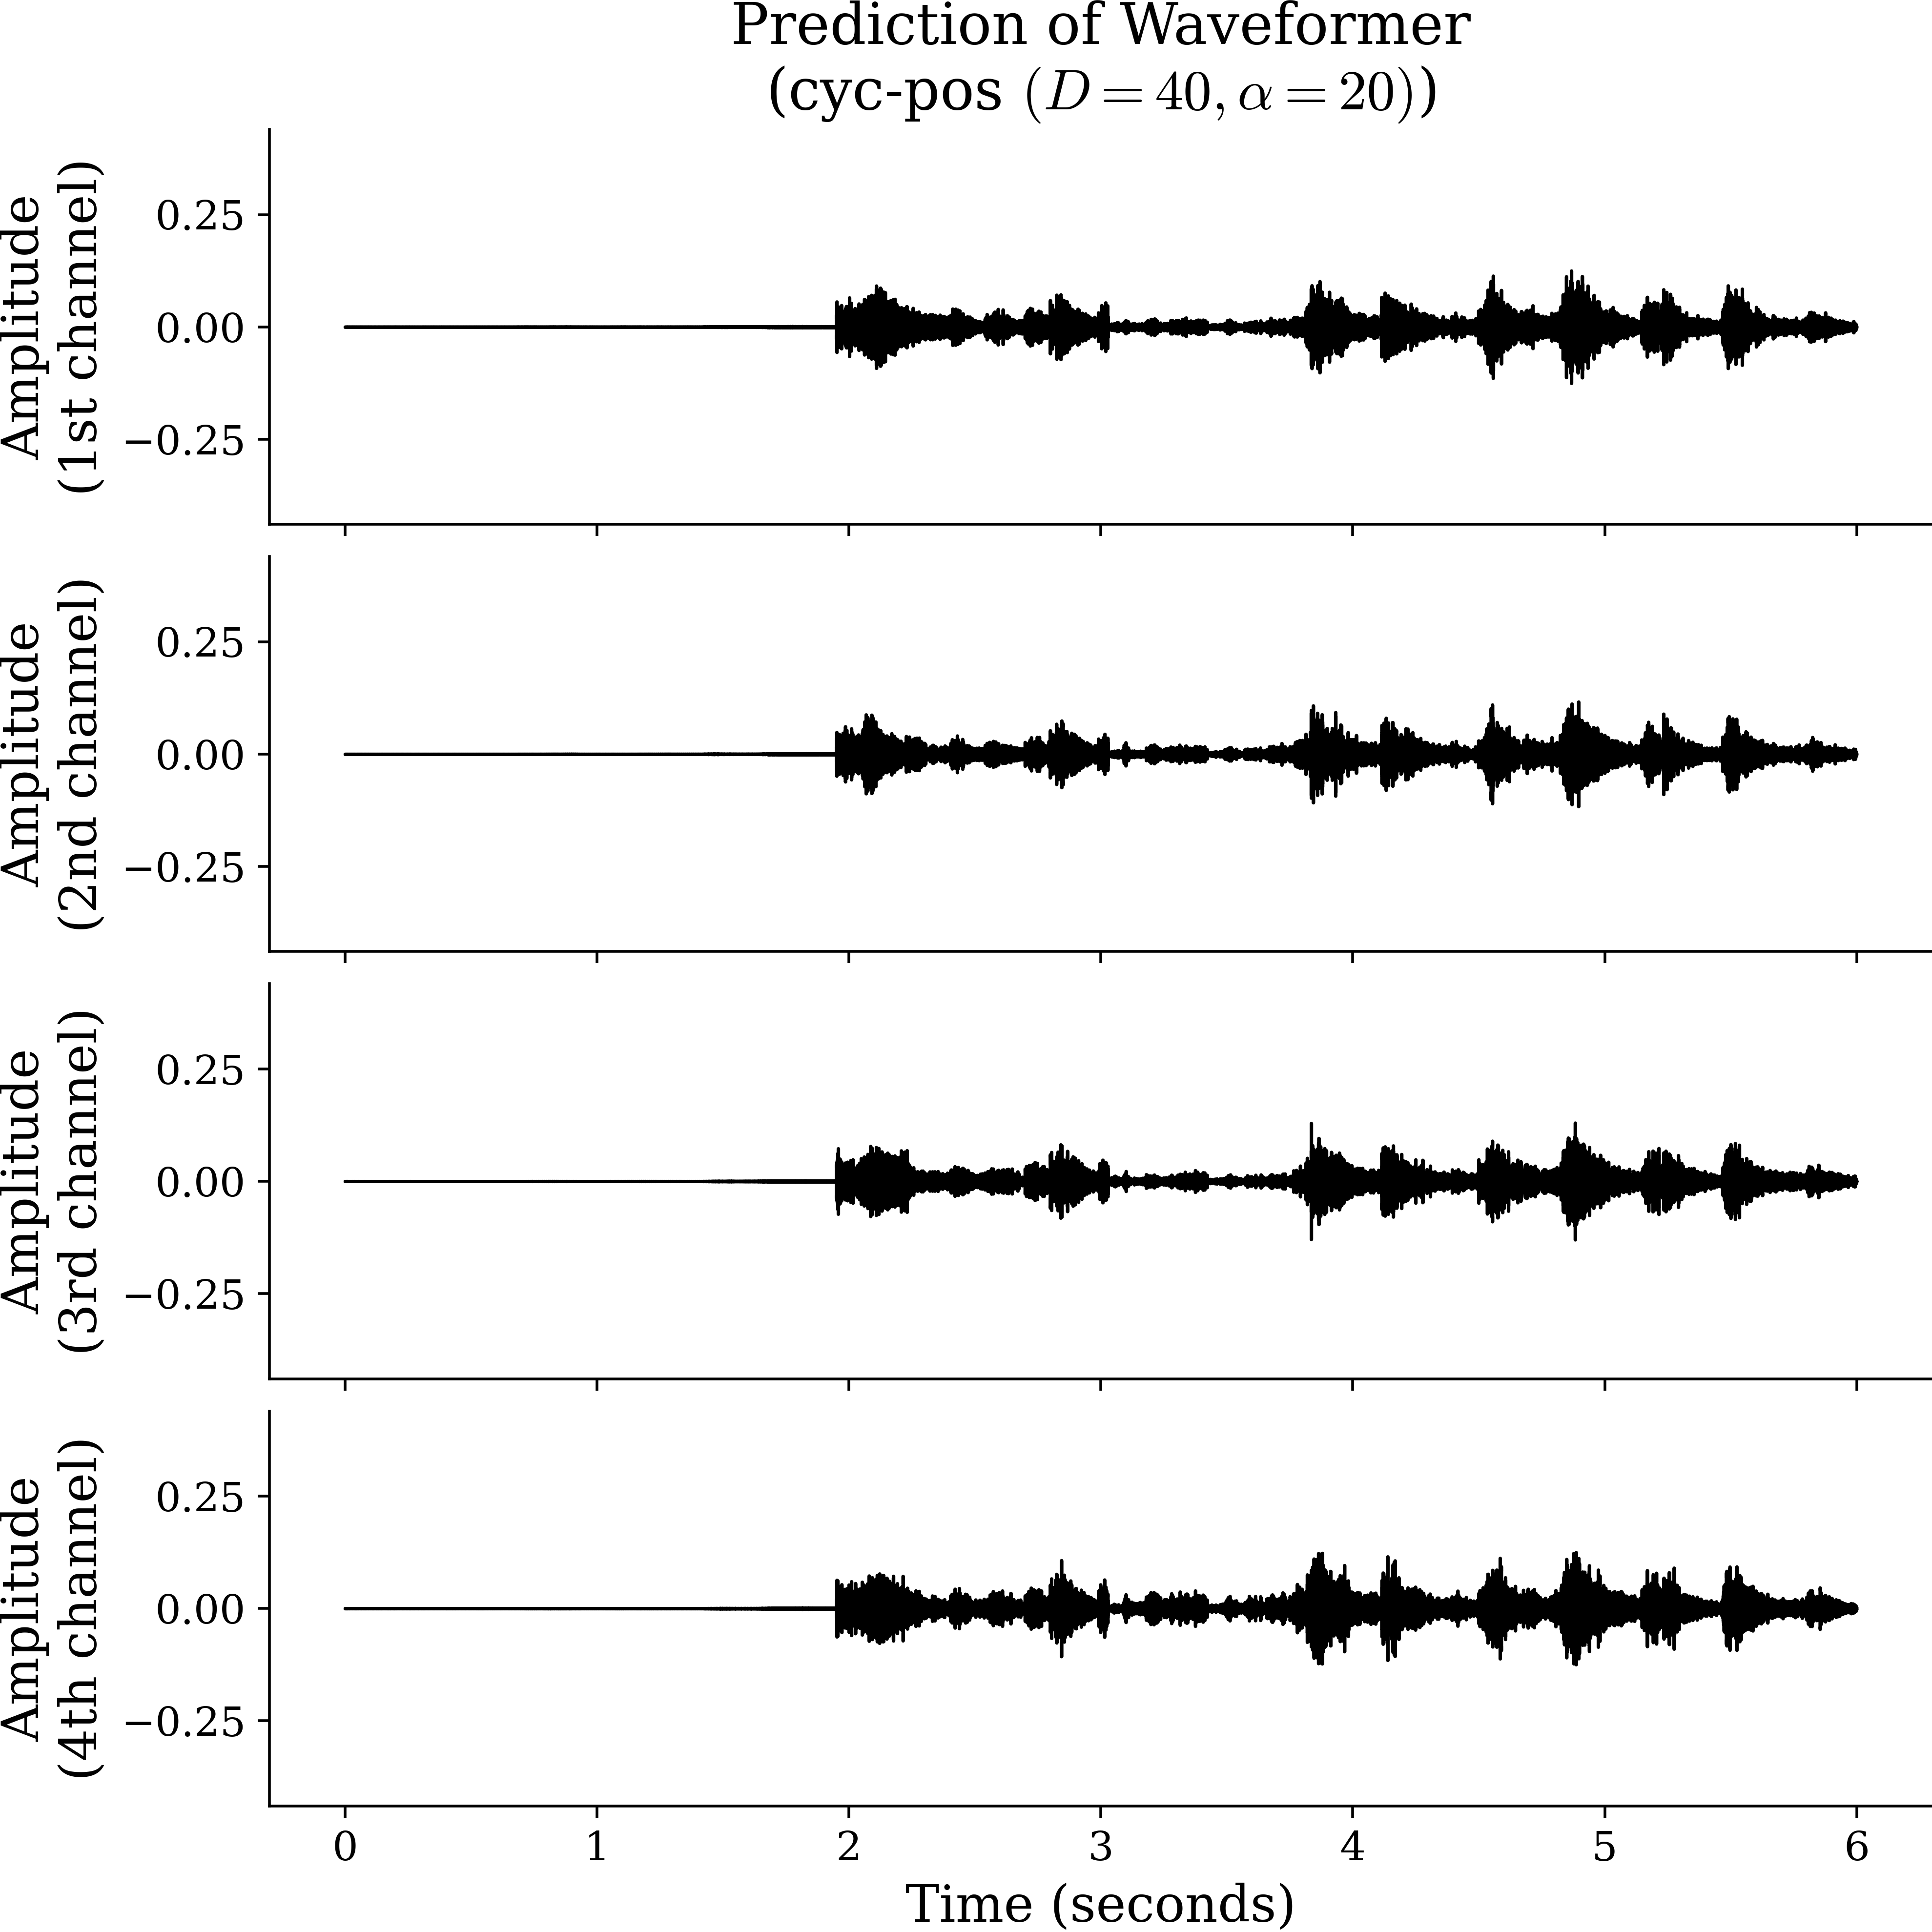 Prediction of Waveformer
(cyc-pos (D = 40, α = 20))
Amplitude
(1st channel)
0.25
0.00
−0.25
Amplitude
(2nd channel)
0.25
0.00
−0.25
Amplitude
(3rd channel)
0.25
0.00
−0.25
Amplitude
(4th channel)
0.25
0.00
−0.25
0 1 2 3 4 5 6
Time (seconds)